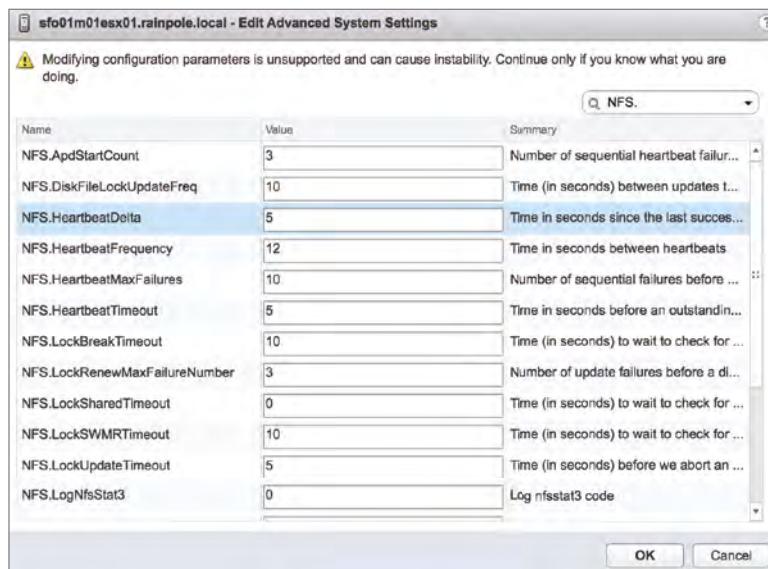 sfo01m01esx01.rainpole.local - Edit Advanced System Settings
?
Modifying configuration parameters is unsupported and can cause instability. Continue only if you know what you are
doing.
NFS.
Name Value Summary
NFS.ApdStartCount 3 Number of sequential heartbeat failur...
NFS.DiskFileLockUpdateFreq 10 Time (in seconds) between updates t...
NFS.HeartbeatDelta 5 Time in seconds since the last succes...
NFS.HeartbeatFrequency 12 Time in seconds between heartbeats
NFS.HeartbeatMaxFailures 10 Number of sequential failures before ...
NFS.HeartbeatTimeout 5 Time in seconds before an outstandin...
NFS.LockBreakTimeout 10 Time (in seconds) to wait to check for ...
NFS.LockRenewMaxFailureNumber 3 Number of update failures before a di...
NFS.LockSharedTimeout 0 Time (in seconds) to wait to check for ...
NFS.LockSWMRTimeout 10 Time (in seconds) to wait to check for ...
NFS.LockUpdateTimeout 5 Time (in seconds) before we abort an ...
NFS.LogNfsStat3 0 Log nfsstat3 code
OK Cancel